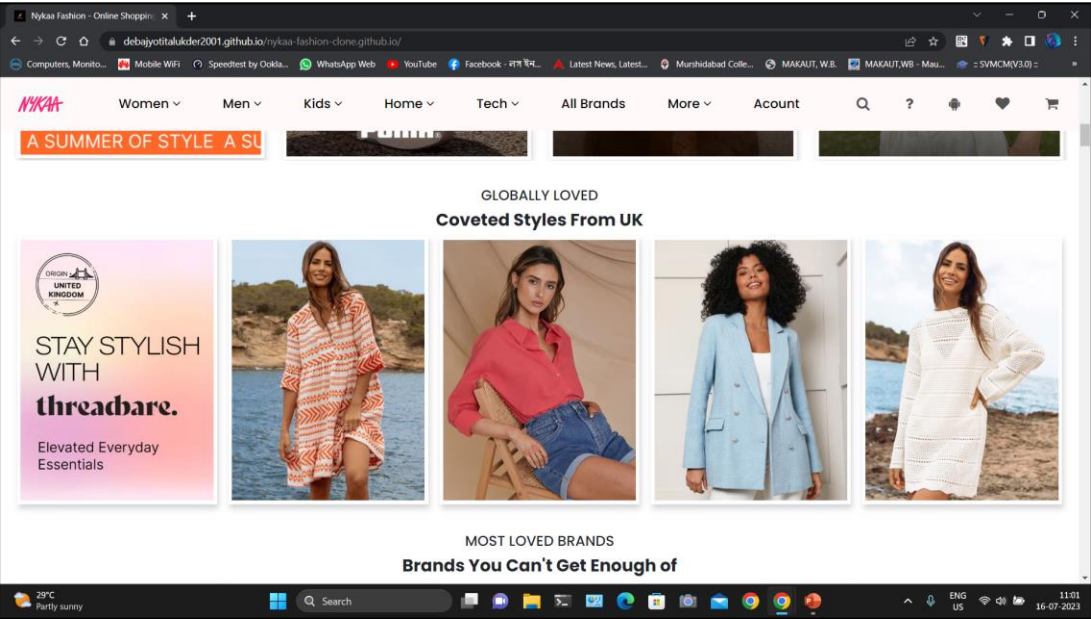 Nykaa Fashion - Online Shopping
debajyotitalukder2001.github.io/nykaa-fashion-clone.github.io/
Computers, Monito... Mobile WiFi Speedtest by Ookla... WhatsApp Web YouTube Facebook - লগ ইন... Latest News, Latest... Murshidabad Colle... MAKAUT, W.B. MAKAUT,WB - Mau... :: SVMCM(V3.0) ::
NYKAA Women Men Kids Home Tech All Brands More Acount
A SUMMER OF STYLE A SU
PUMA
GLOBALLY LOVED
Coveted Styles From UK
ORIGIN
UNITED
KINGDOM
STAY STYLISH
WITH
threadbare.
Elevated Everyday
Essentials
MOST LOVED BRANDS
Brands You Can't Get Enough of
29°C
Partly sunny
Search
ENG
US
11:01
16-07-2023